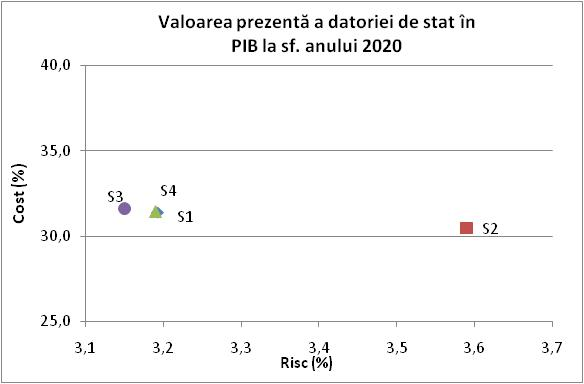 Valoarea prezentă a datoriei de stat în
PIB la sf. anului 2020
40,0
35,0
30,0
25,0
Cost (%)
S3
S4
S1
S2
3,1 3,2 3,3 3,4 3,5 3,6 3,7
Risc (%)